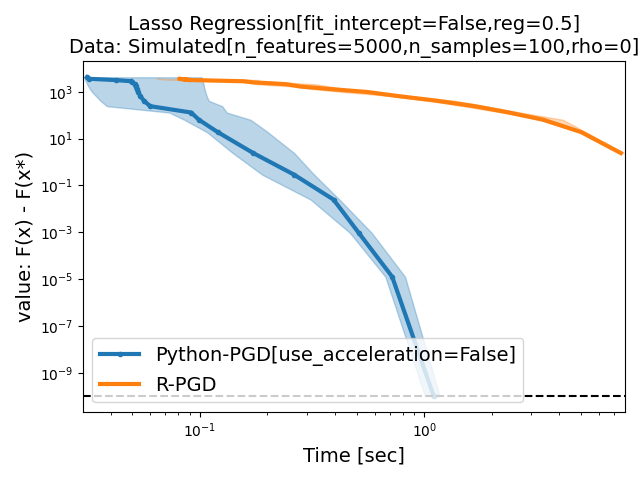 Lasso Regression[fit_intercept=False,reg=0.5]
Data: Simulated[n_features=5000,n_samples=100,rho=0]
value: F(x) - F(x*)
10³
10¹
10⁻¹
10⁻³
10⁻⁵
10⁻⁷
10⁻⁹
Python-PGD[use_acceleration=False]
R-PGD
10⁻¹
10⁰
Time [sec]